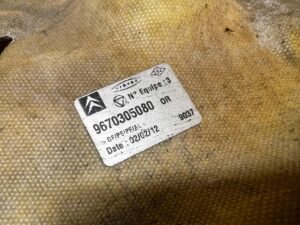 N° Equipe : 3
9670305080 OR
9037
Date : 02/02/12